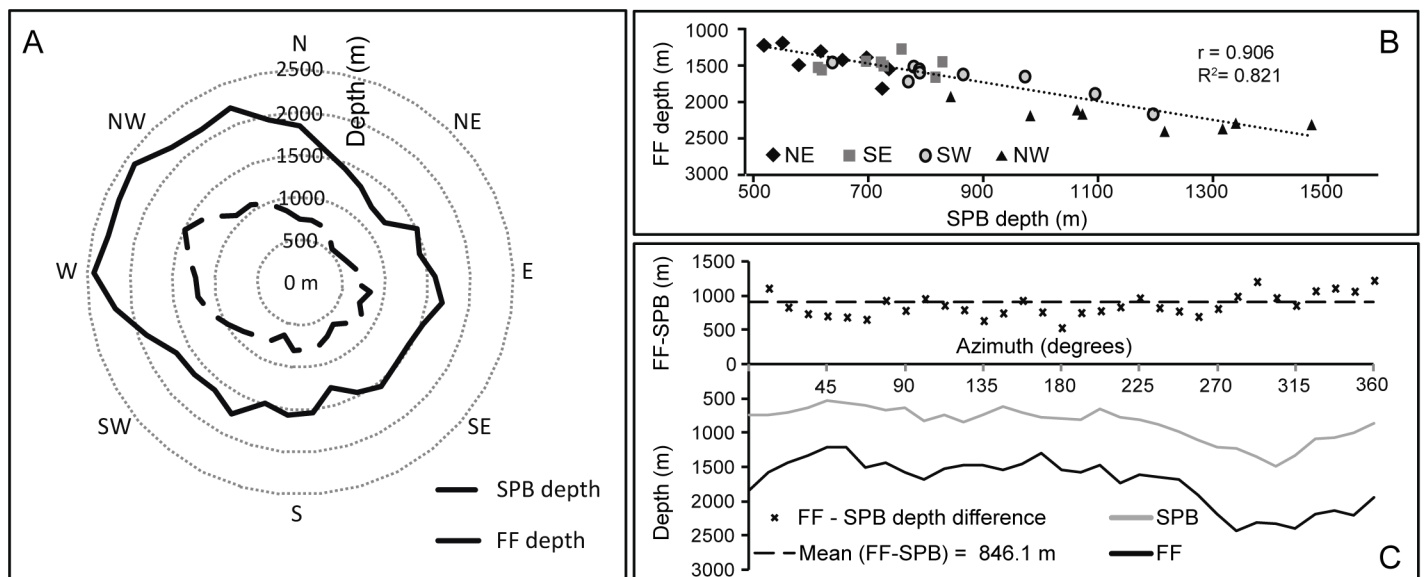 A
N
2500
2000
1500
1000
500
0 m
Depth (m)
NW
NE
W
E
SW
SE
S
SPB depth
FF depth
B
FF depth (m)
1000
1500
2000
2500
3000
r = 0.906
R²= 0.821
NE SE SW NW
500 700 900 1100 1300 1500
SPB depth (m)
FF-SPB (m)
1500
1000
500
0
Azimuth (degrees)
45 90 135 180 225 270 315 360
Depth (m)
500
1000
1500
2000
2500
3000
FF - SPB depth difference SPB
Mean (FF-SPB) = 846.1 m FF
C